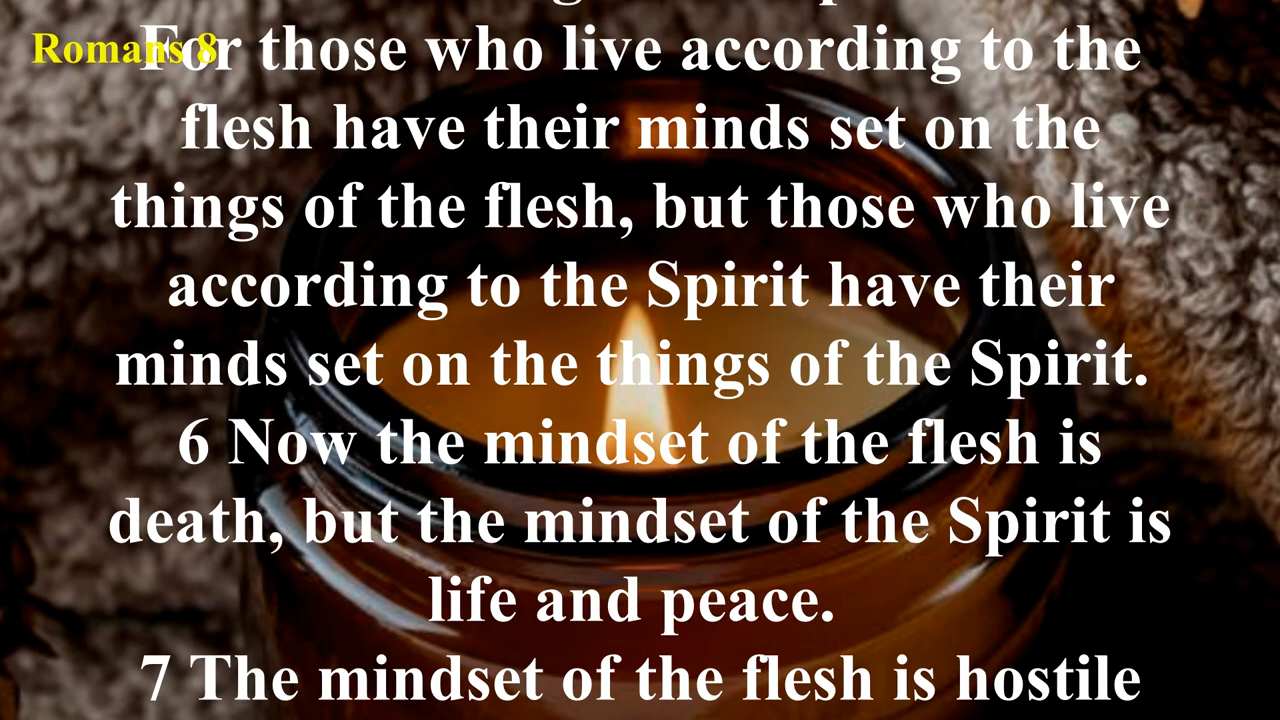 Romans 8
For those who live according to the
flesh have their minds set on the
things of the flesh, but those who live
according to the Spirit have their
minds set on the things of the Spirit.
6 Now the mindset of the flesh is
death, but the mindset of the Spirit is
life and peace.
7 The mindset of the flesh is hostile